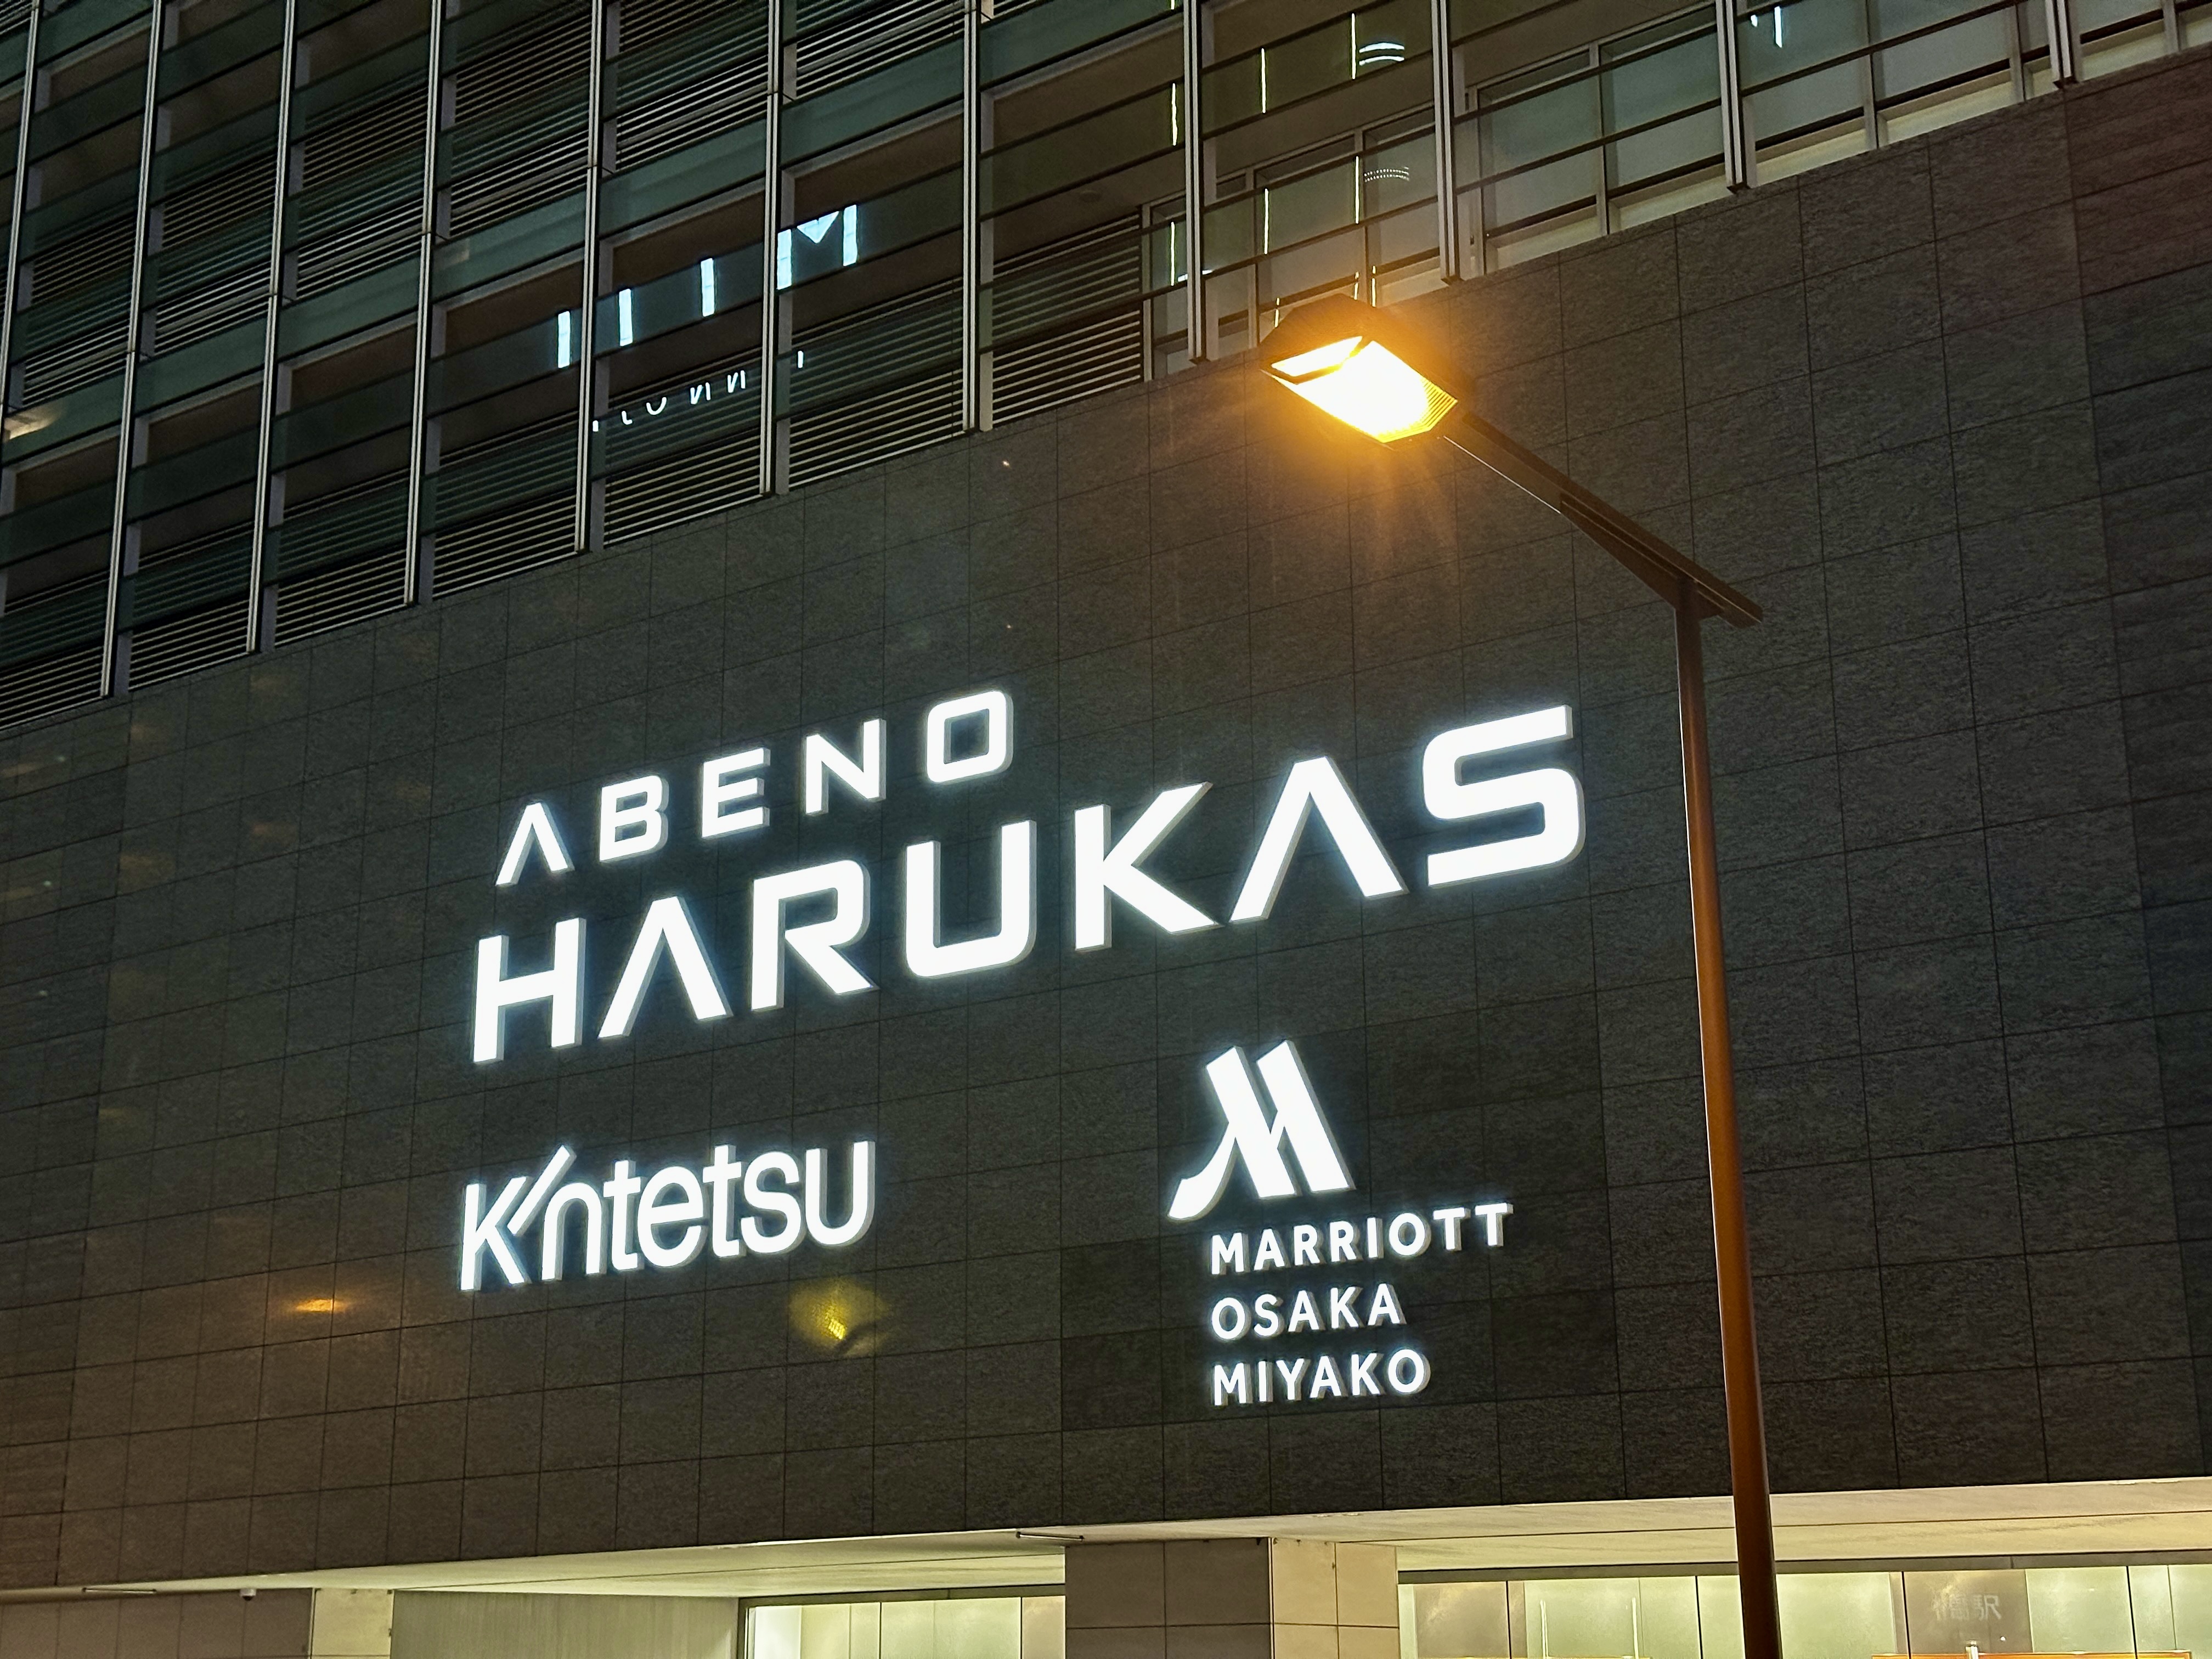 ABENO
HARUKAS
Kintetsu
MARRIOTT
OSAKA
MIYAKO